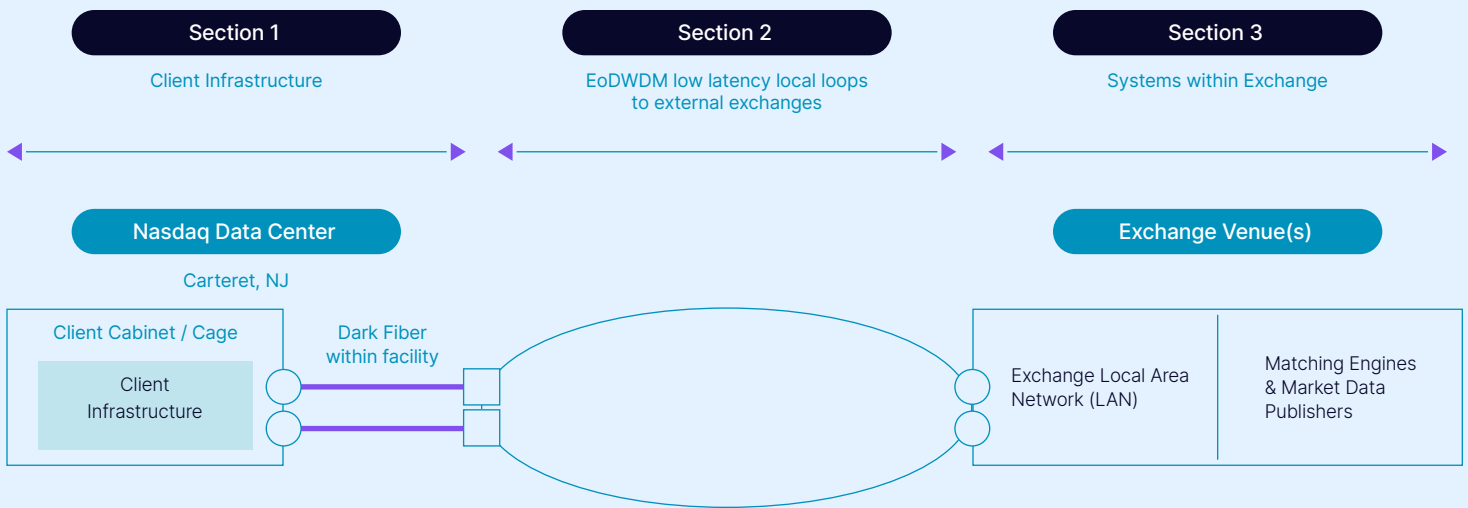 Section 1
Section 2
Section 3
Client Infrastructure
EoDWDM low latency local loops
to external exchanges
Systems within Exchange
Nasdaq Data Center
Exchange Venue(s)
Carteret, NJ
Client Cabinet / Cage
Client
Infrastructure
Dark Fiber
within facility
Exchange Local Area
Network (LAN)
Matching Engines
& Market Data
Publishers